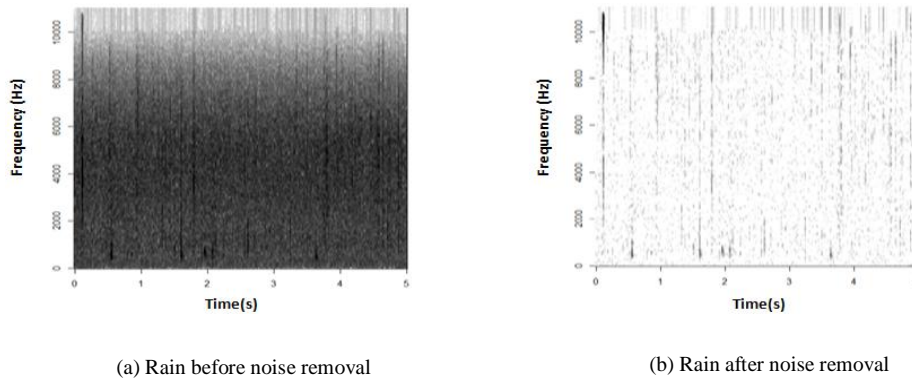 Frequency (Hz)
10000
8000
6000
4000
2000
0
0 1 2 3 4 5
Time(s)
(a) Rain before noise removal
Frequency (Hz)
10000
8000
6000
4000
2000
0
0 1 2 3 4
Time(s)
(b) Rain after noise removal